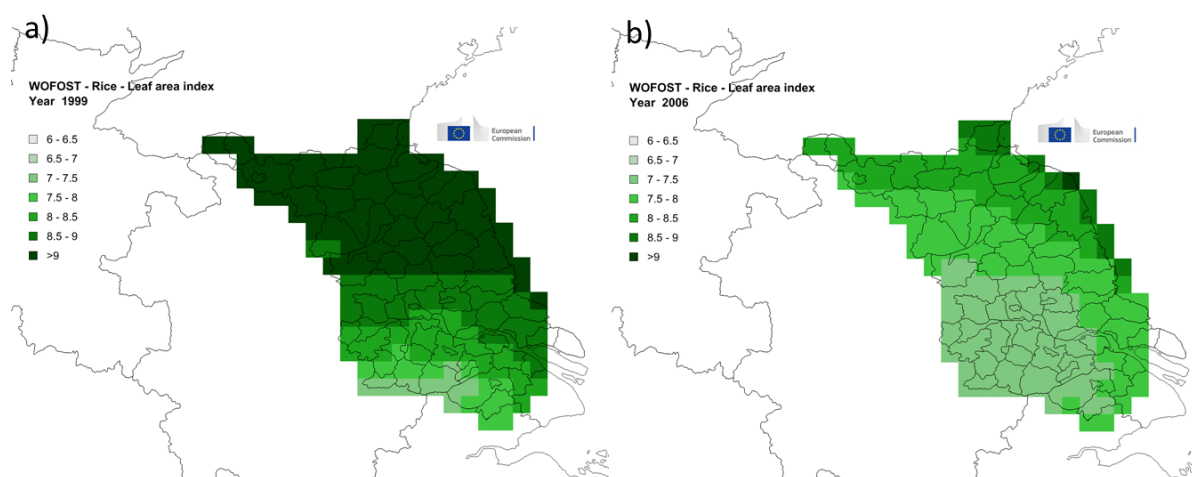 a)
WOFOST - Rice - Leaf area index
Year 1999
6 - 6.5
6.5 - 7
7 - 7.5
7.5 - 8
8 - 8.5
8.5 - 9
>9
European
Commission
b)
WOFOST - Rice - Leaf area index
Year 2006
6 - 6.5
6.5 - 7
7 - 7.5
7.5 - 8
8 - 8.5
8.5 - 9
>9
European
Commission